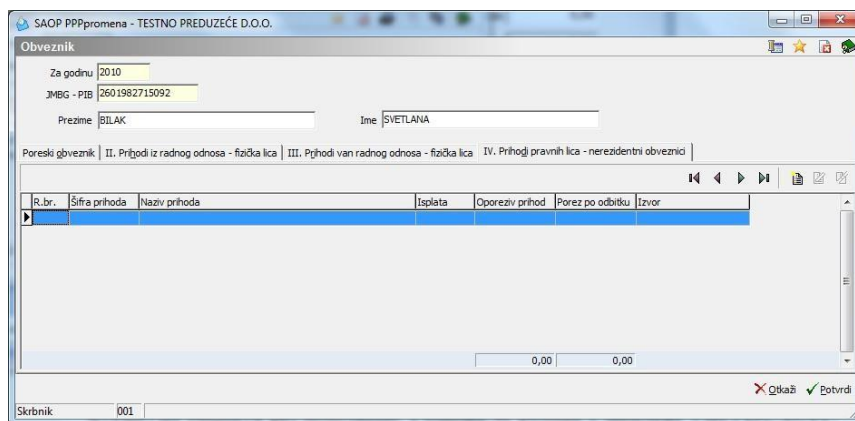 SAOP PPPpromena - TESTNO PREDUZEĆE D.O.O.
Obveznik
Za godinu 2010
JMBG - PIB 2601982715092
Prezime BILAK Ime SVETLANA
Poreski obveznik II. Prihodi iz radnog odnosa - fizička lica III. Prihodi van radnog odnosa - fizička lica IV. Prihodi pravnih lica - nerezidentni obveznici
R.br. Šifra prihoda Naziv prihoda Isplata Oporeziv prihod Porez po odbitku Izvor
0,00 0,00
Otkaži Potvrdi
Skrbnik 001